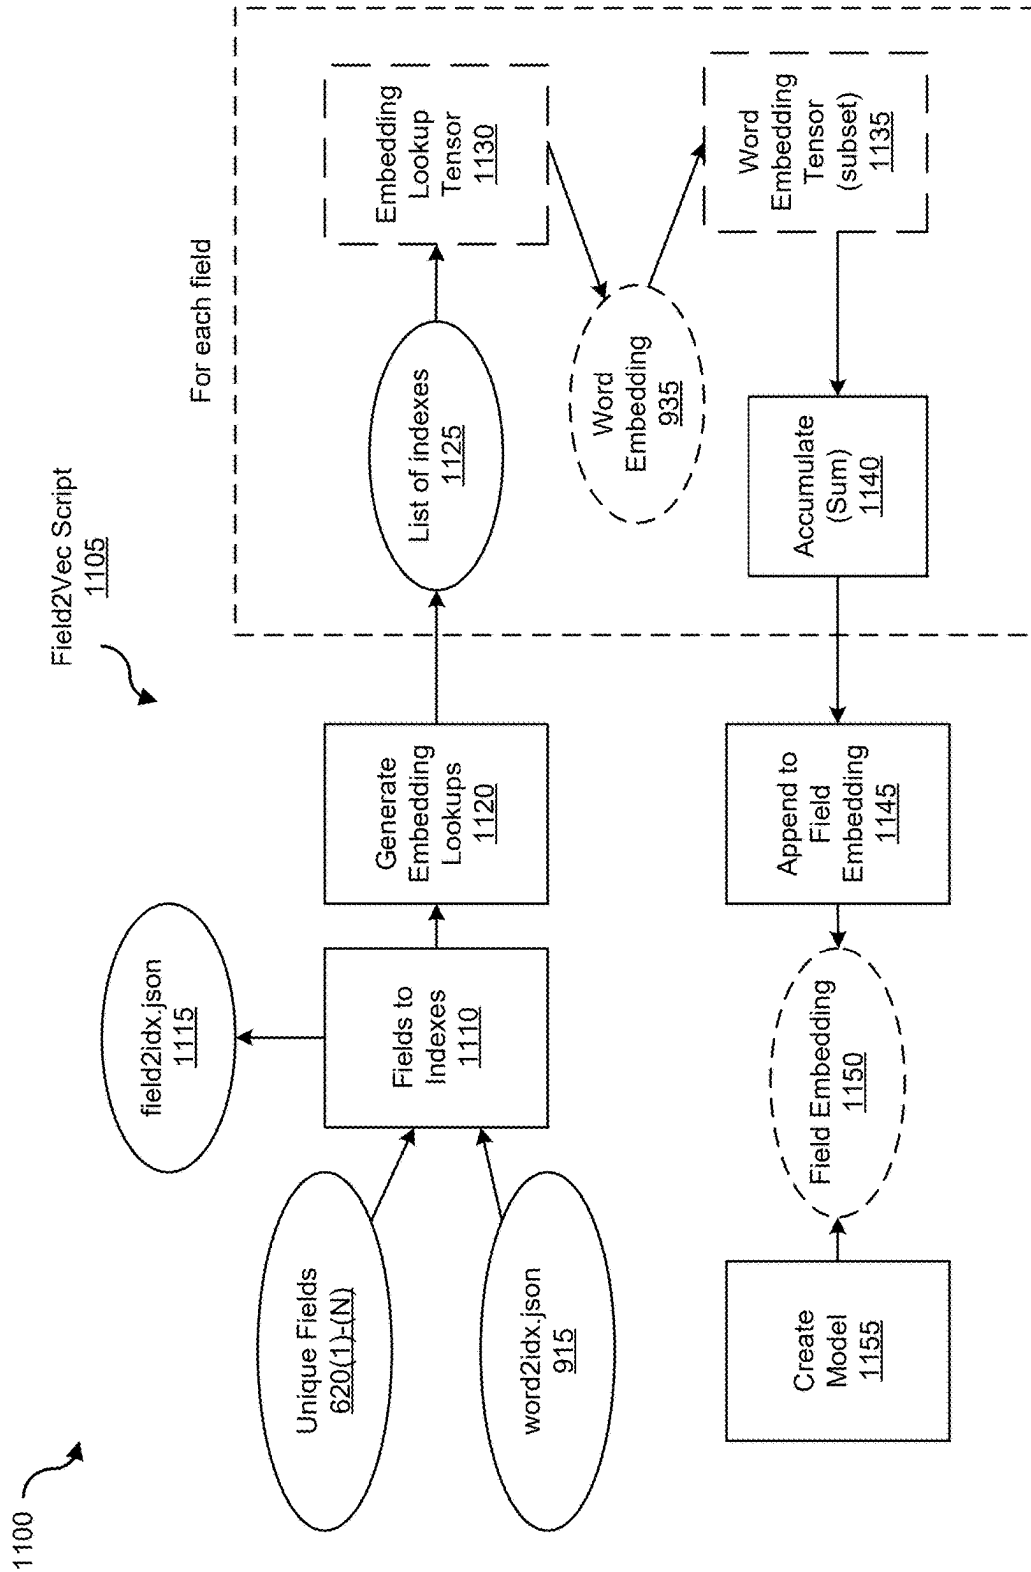 1100
Field2Vec Script
1105
For each field
field2idx.json
1115
Unique Fields
620(1)-(N)
word2idx.json
915
Fields to
Indexes
1110
Generate
Embedding
Lookups
1120
List of indexes
1125
Embedding
Lookup
Tensor
1130
Word
Embedding
935
Word
Embedding
Tensor
(subset)
1135
Accumulate
(Sum)
1140
Append to
Field
Embedding
1145
Field Embedding
1150
Create
Model
1155